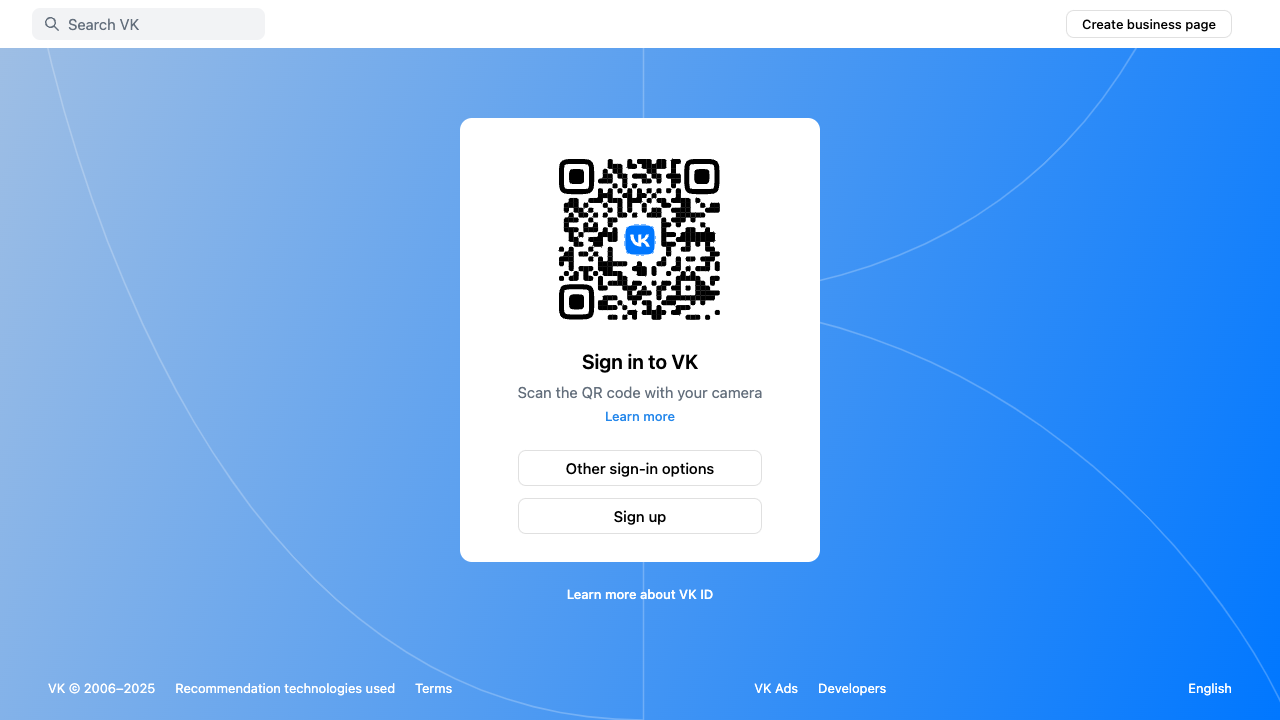 Search VK
Create business page
VK
Sign in to VK
Scan the QR code with your camera
Learn more
Other sign-in options
Sign up
Learn more about VK ID
VK © 2006–2025 Recommendation technologies used Terms VK Ads Developers English